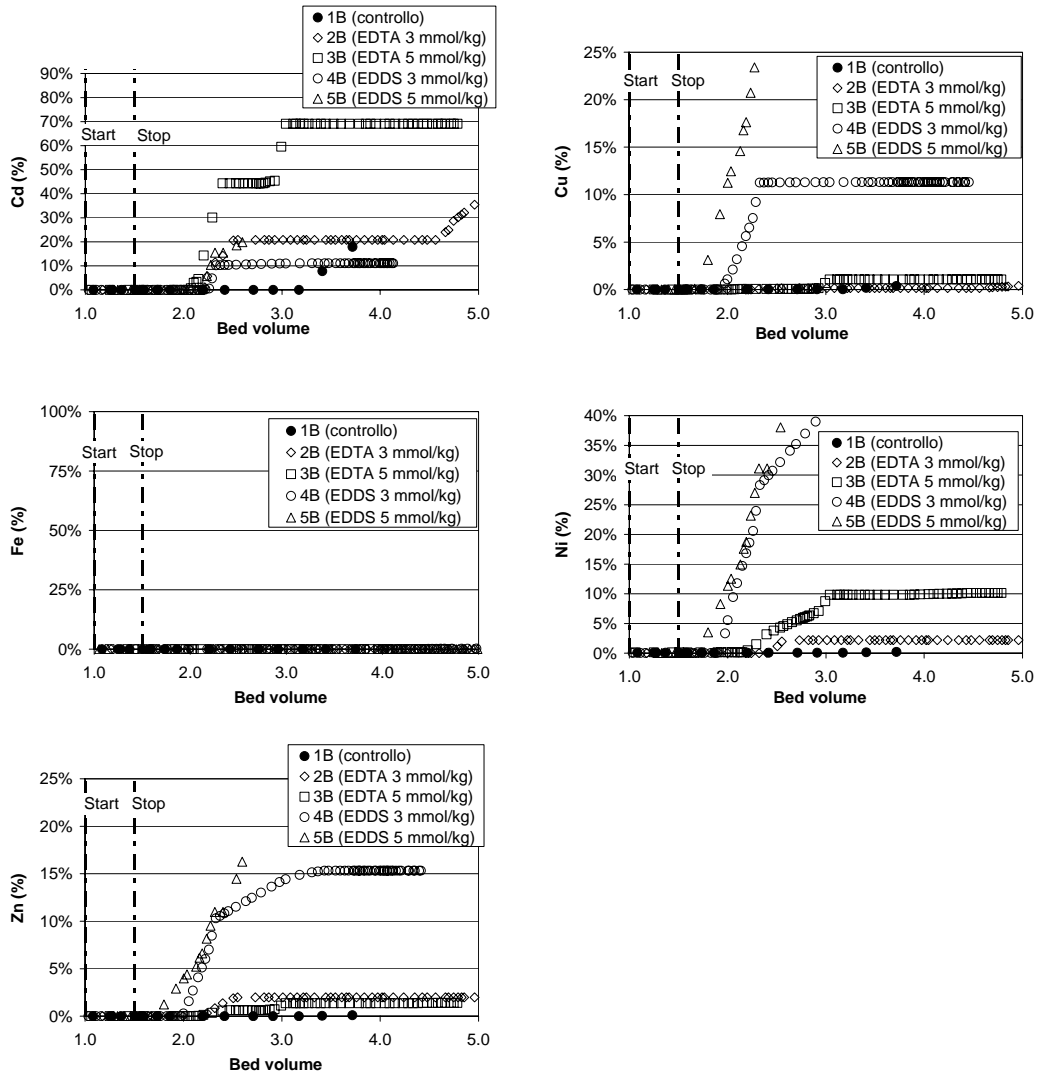 ● 1B (controllo)
◇ 2B (EDTA 3 mmol/kg)
□ 3B (EDTA 5 mmol/kg)
○ 4B (EDDS 3 mmol/kg)
△ 5B (EDDS 5 mmol/kg)
90%
80%
70%
60%
50%
40%
30%
20%
10%
0%
Start Stop
Cd (%)
1.0 2.0 3.0 4.0 5.0
Bed volume
25%
20%
15%
10%
5%
0%
Start Stop
● 1B (controllo)
◇ 2B (EDTA 3 mmol/kg)
□ 3B (EDTA 5 mmol/kg)
○ 4B (EDDS 3 mmol/kg)
△ 5B (EDDS 5 mmol/kg)
Cu (%)
1.0 2.0 3.0 4.0 5.0
Bed volume
100%
75%
50%
25%
0%
Start Stop
● 1B (controllo)
◇ 2B (EDTA 3 mmol/kg)
□ 3B (EDTA 5 mmol/kg)
○ 4B (EDDS 3 mmol/kg)
△ 5B (EDDS 5 mmol/kg)
Fe (%)
1.0 2.0 3.0 4.0 5.0
Bed volume
40%
35%
30%
25%
20%
15%
10%
5%
0%
Start Stop
● 1B (controllo)
◇ 2B (EDTA 3 mmol/kg)
□ 3B (EDTA 5 mmol/kg)
○ 4B (EDDS 3 mmol/kg)
△ 5B (EDDS 5 mmol/kg)
Ni (%)
1.0 2.0 3.0 4.0 5.0
Bed volume
● 1B (controllo)
◇ 2B (EDTA 3 mmol/kg)
□ 3B (EDTA 5 mmol/kg)
○ 4B (EDDS 3 mmol/kg)
△ 5B (EDDS 5 mmol/kg)
25%
20%
15%
10%
5%
0%
Start Stop
Zn (%)
1.0 2.0 3.0 4.0 5.0
Bed volume